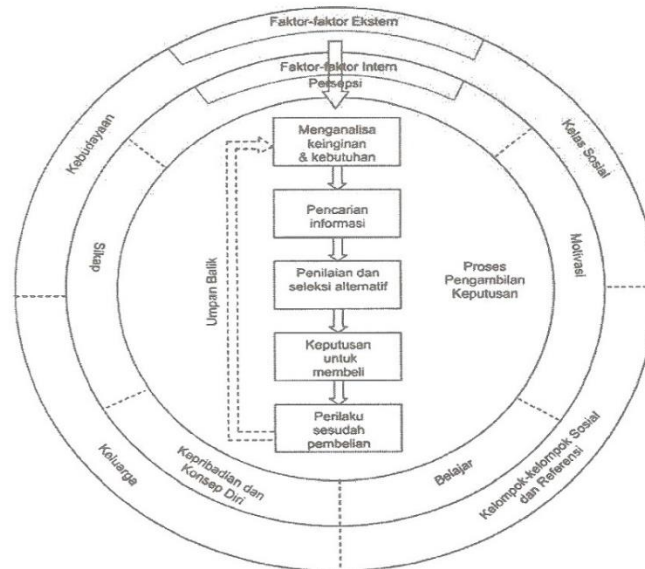 Faktor-faktor Ekstern
Faktor-faktor Intern
Persepsi
Kebudayaan
Kelas Sosial
Sikap
Motivasi
Umpan Balik
Menganalisa
keinginan
& kebutuhan
Pencarian
informasi
Penilaian dan
seleksi alternatif
Keputusan
untuk
membeli
Perilaku
sesudah
pembelian
Proses
Pengambilan
Keputusan
Keluarga
Kepribadian dan
Konsep Diri
Belajar
Kelompok-kelompok Sosial
dan Referensi